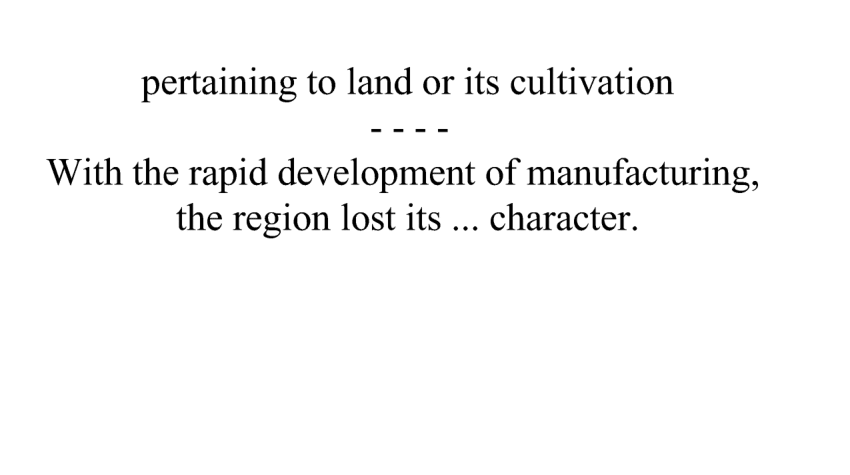 pertaining to land or its cultivation
- - - -
With the rapid development of manufacturing,
the region lost its ... character.